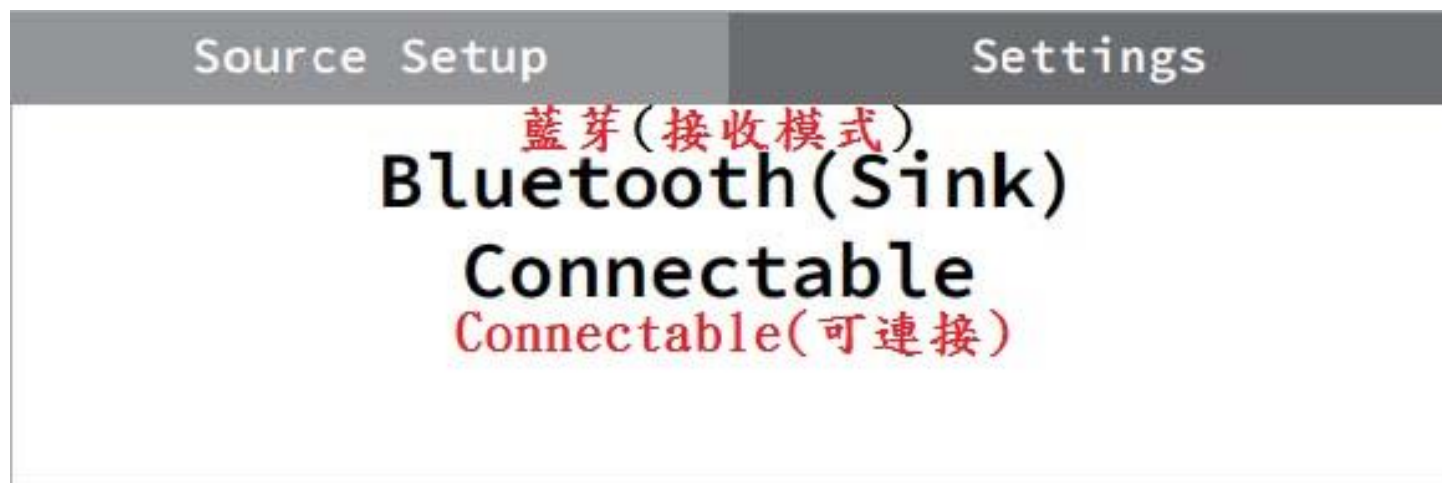 Source Setup
Settings
藍芽(接收模式)
Bluetooth(Sink)
Connectable
Connectable(可連接)